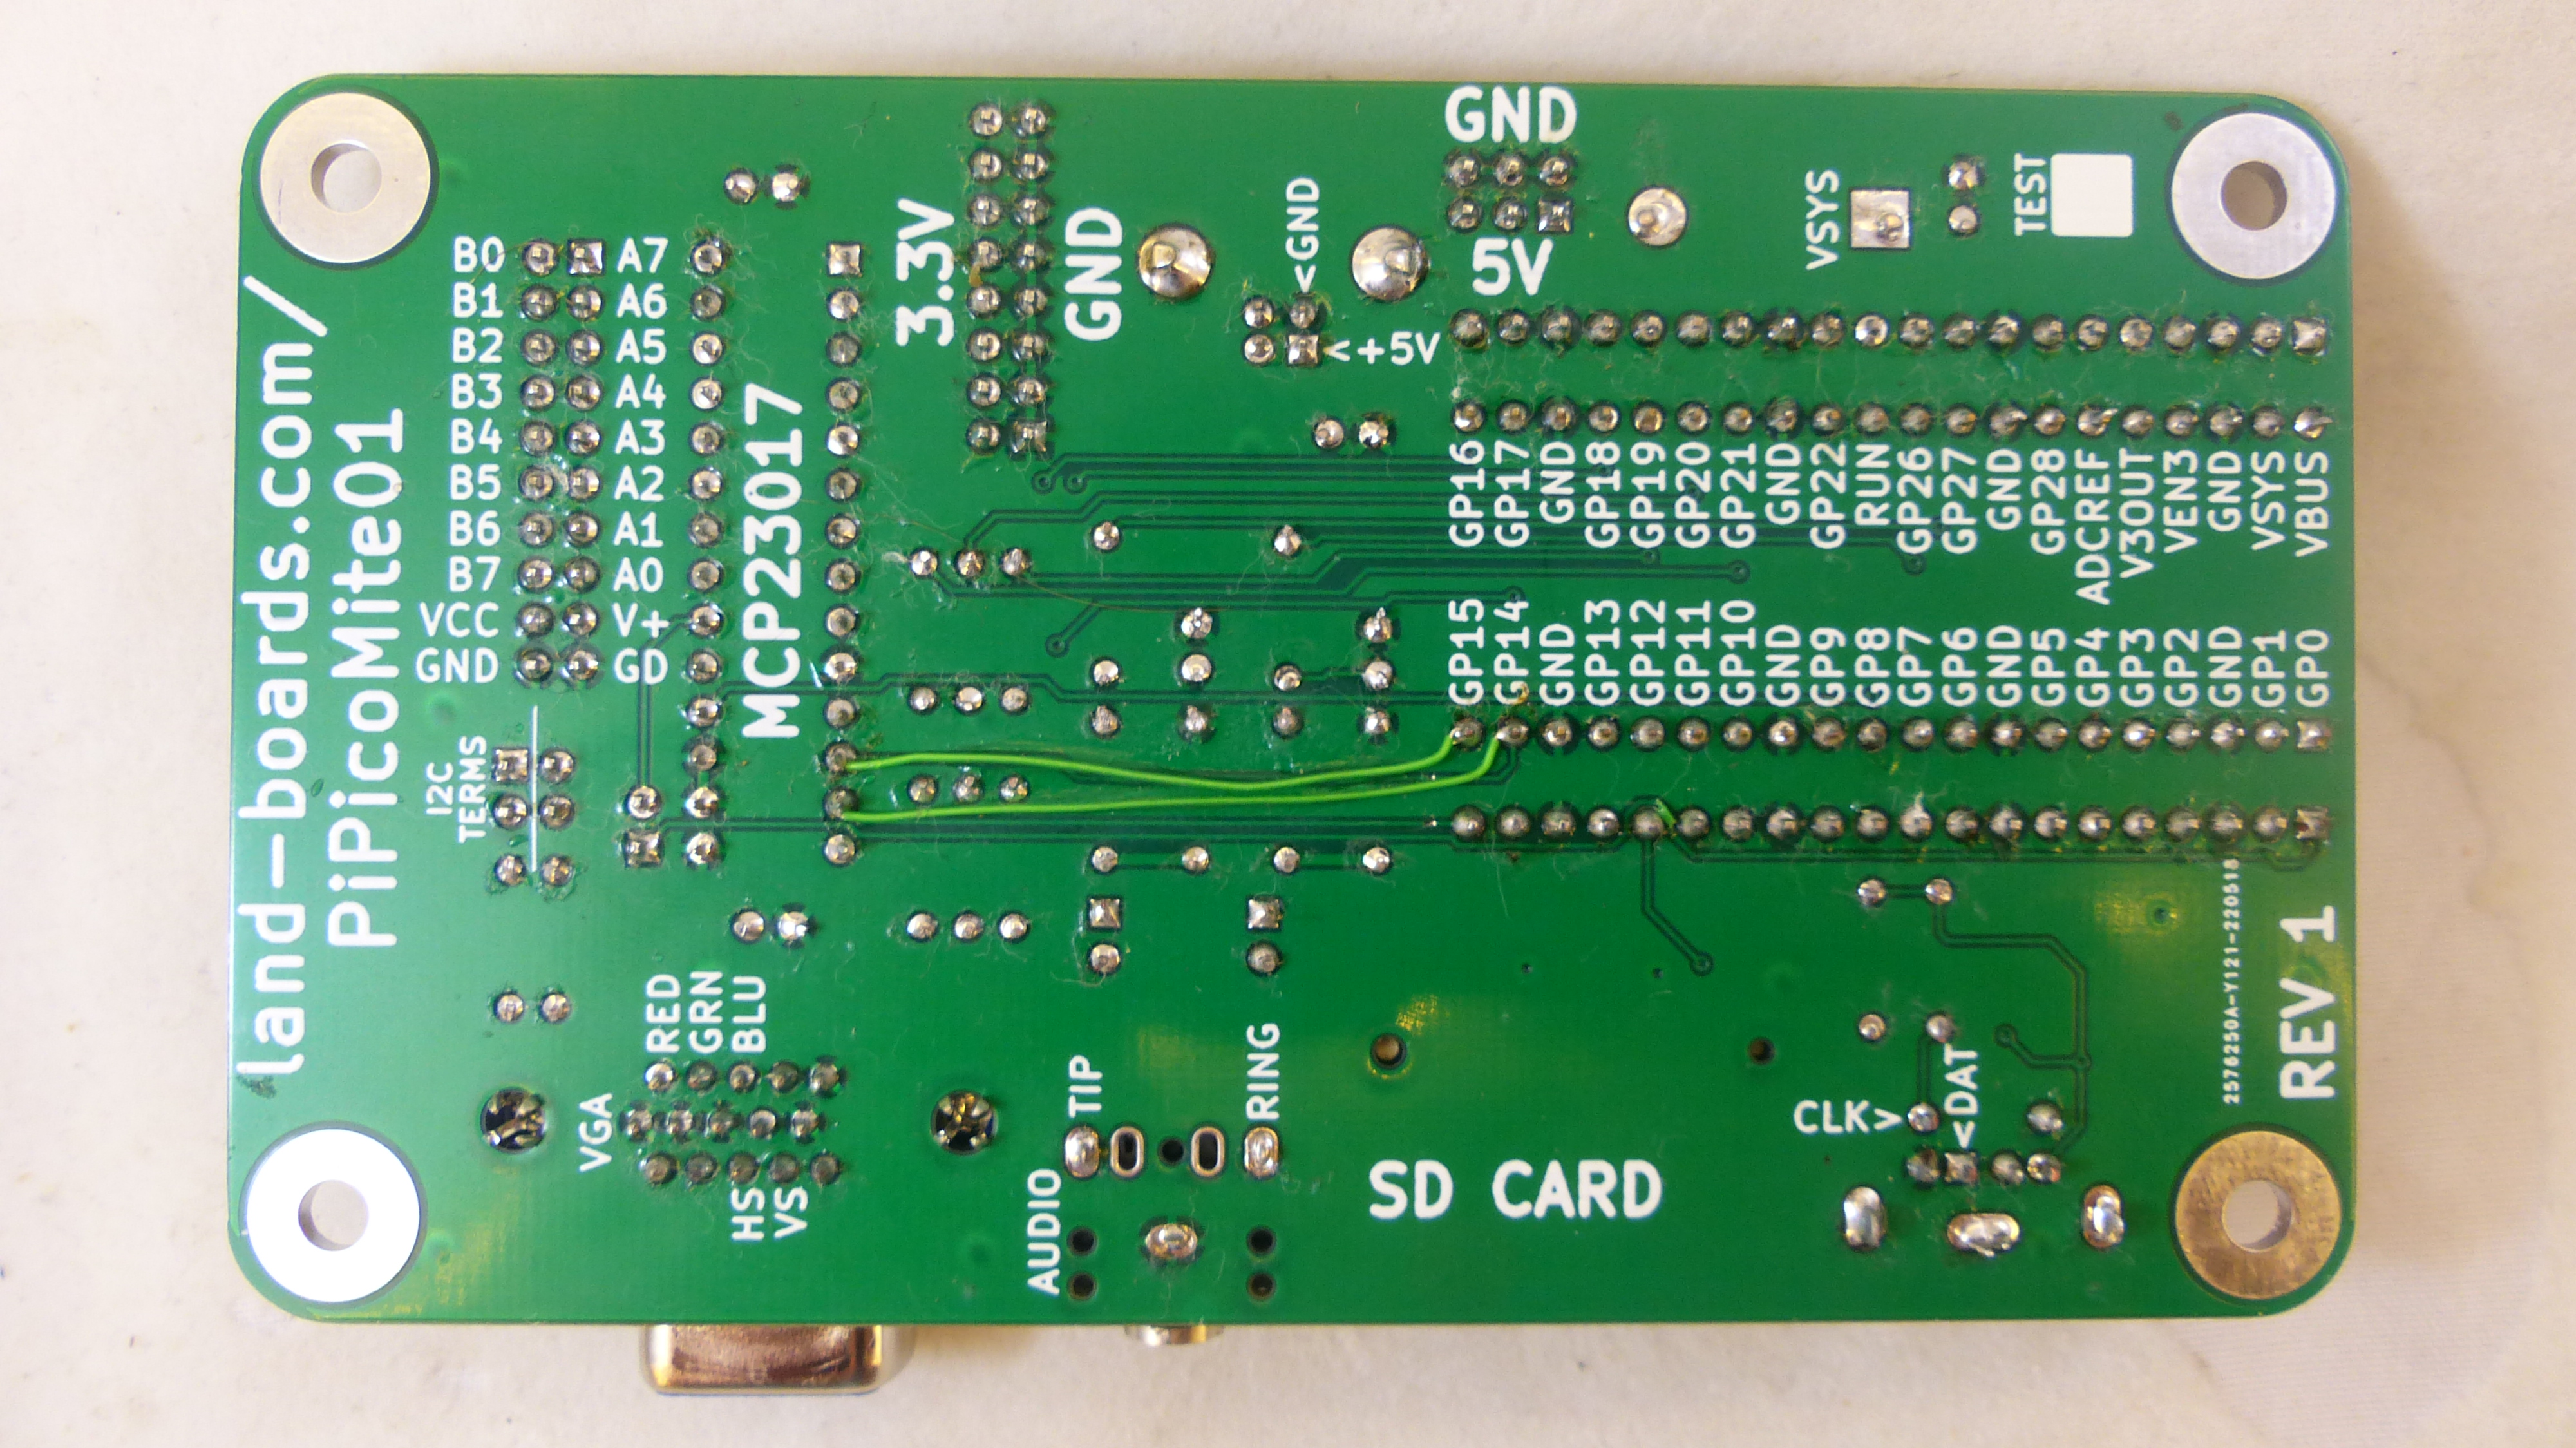 land-boards.com/
PiPicoMite01
B0 A7
B1 A6
B2 A5
B3 A4
B4 A3
B5 A2
B6 A1
B7 A0
VCC V+
GND GD
I2C
TERMS
MCP23017
3.3V
GND
<GND
<+5V
GND
5V
VSYS
TEST
GP16
GP17
GND
GP18
GP19
GP20
GP21
GND
GP22
RUN
GP26
GP27
GND
GP28
ADCREF
V3OUT
VEN3
GND
VSYS
VBUS
GP15
GP14
GND
GP13
GP12
GP11
GP10
GND
GP9
GP8
GP7
GP6
GND
GP5
GP4
GP3
GP2
GND
GP1
GP0
RED
GRN
BLU
VGA
HS
VS
AUDIO
TIP
RING
SD CARD
CLK>
<DAT
2576250A-Y121-220518
REV 1